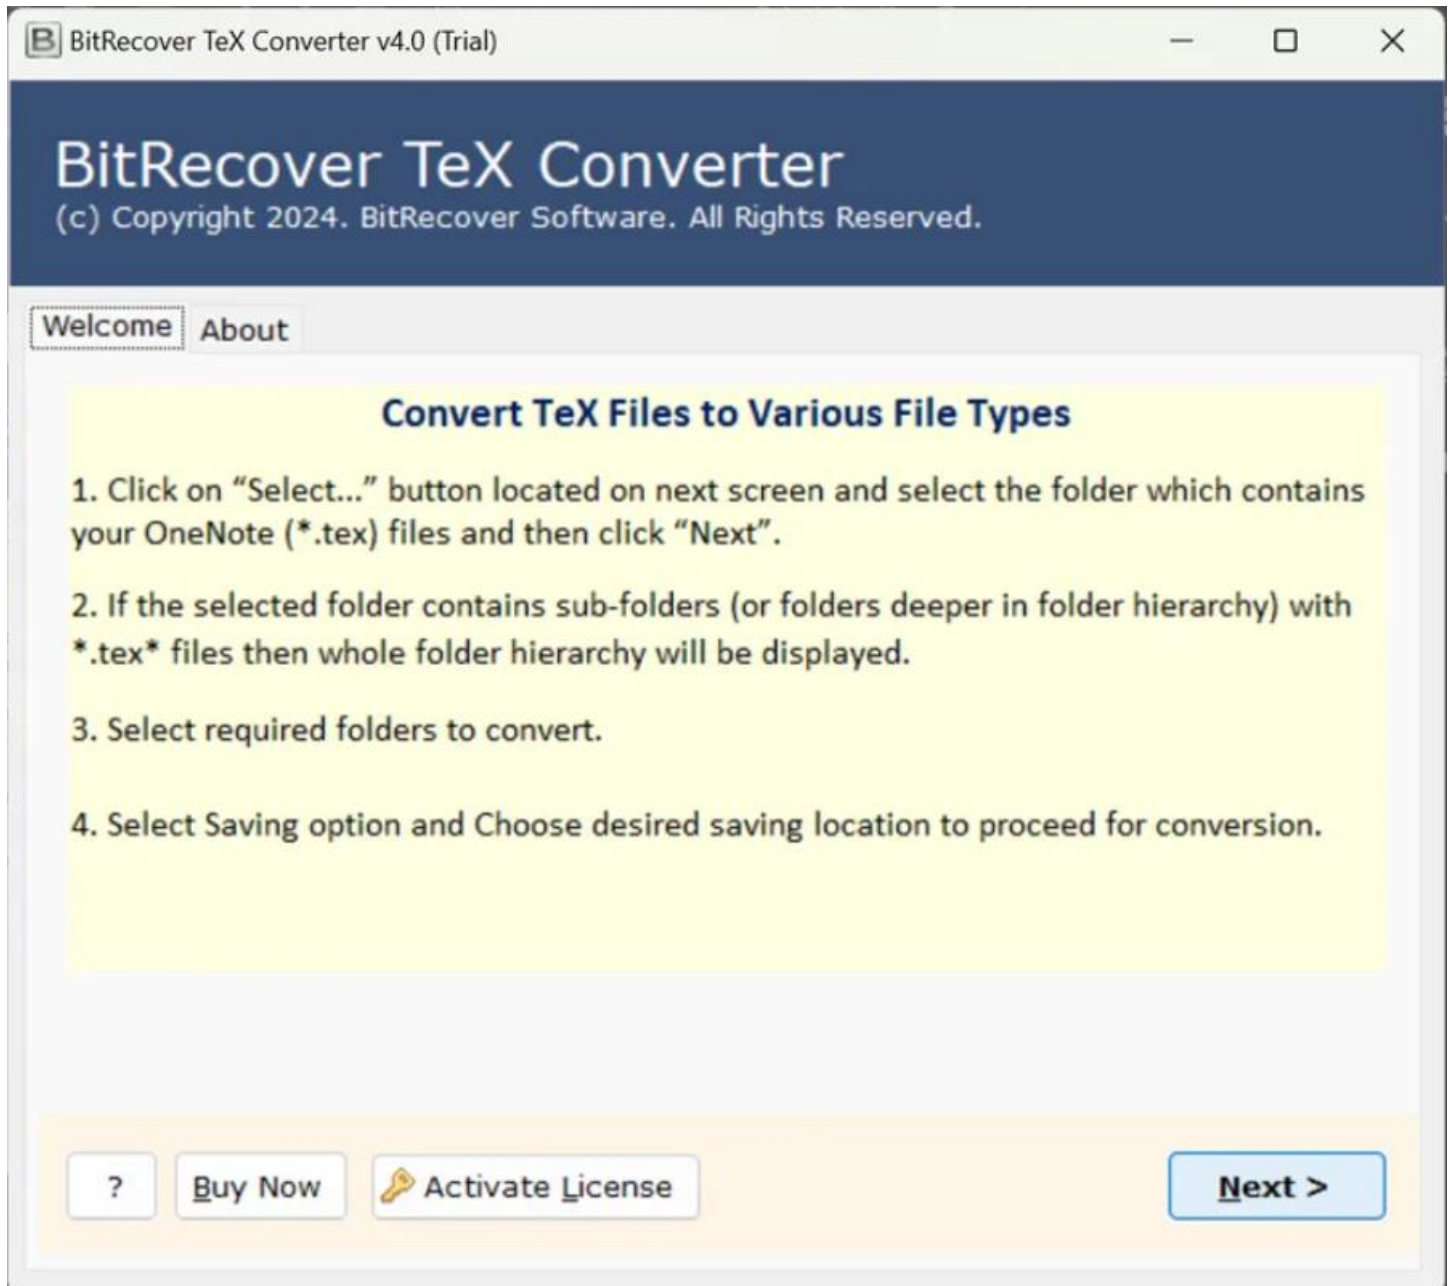 BitRecover TeX Converter v4.0 (Trial)
BitRecover TeX Converter
(c) Copyright 2024. BitRecover Software. All Rights Reserved.
Welcome About
Convert TeX Files to Various File Types
1. Click on “Select...” button located on next screen and select the folder which contains
your OneNote (*.tex) files and then click “Next”.
2. If the selected folder contains sub-folders (or folders deeper in folder hierarchy) with
*.tex* files then whole folder hierarchy will be displayed.
3. Select required folders to convert.
4. Select Saving option and Choose desired saving location to proceed for conversion.
? Buy Now Activate License Next >